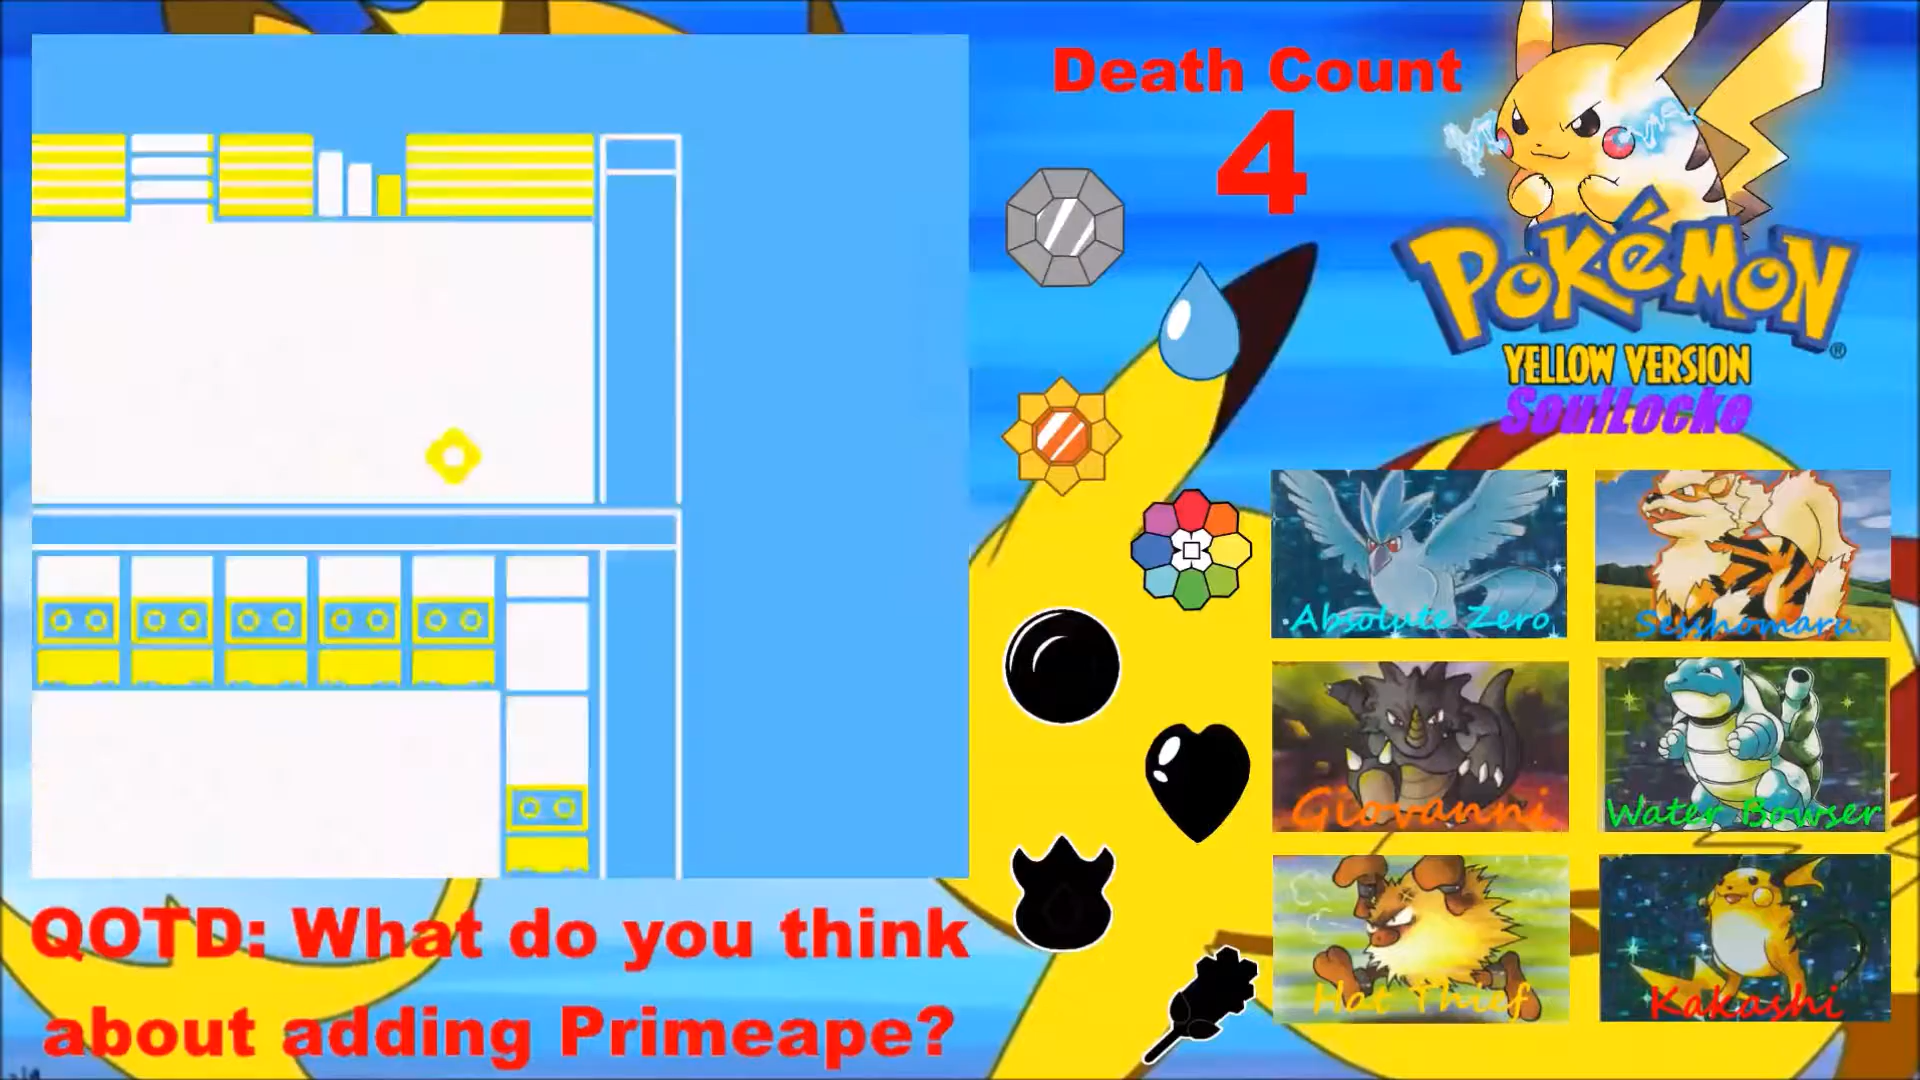 Death Count
4
POKéMON
®
YELLOW VERSION
SoulLocke
Absolute Zero
Sesshomaru
Giovanni
Water Bowser
Hat Thief
Kakashi
QOTD: What do you think
about adding Primeape?